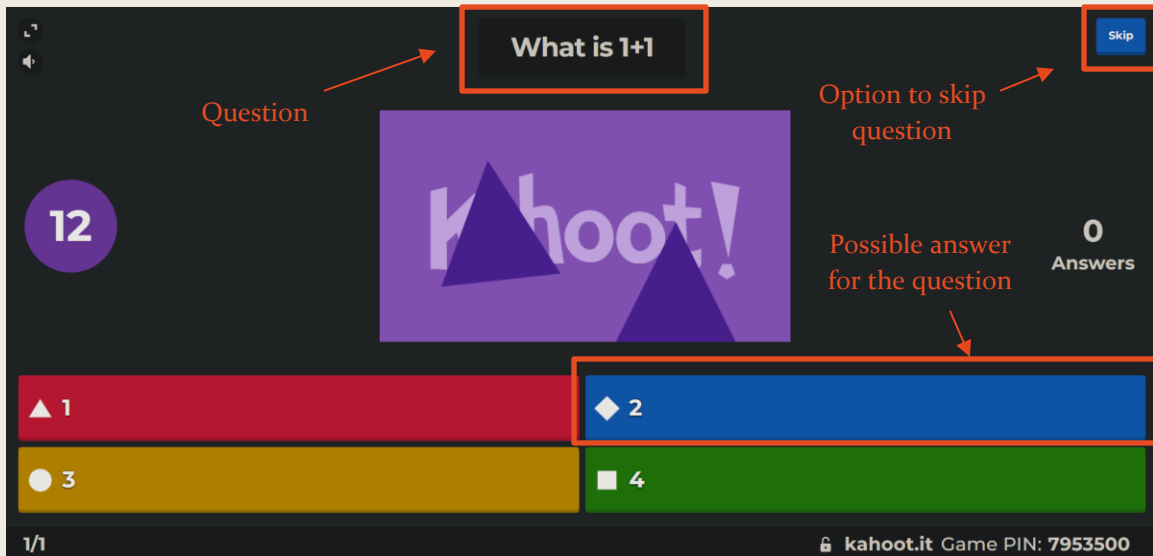 What is 1+1
Skip
Question
Option to skip
question
Kahoot!
12
Possible answer
for the question
0
Answers
1
2
3
4
1/1
kahoot.it Game PIN: 7953500